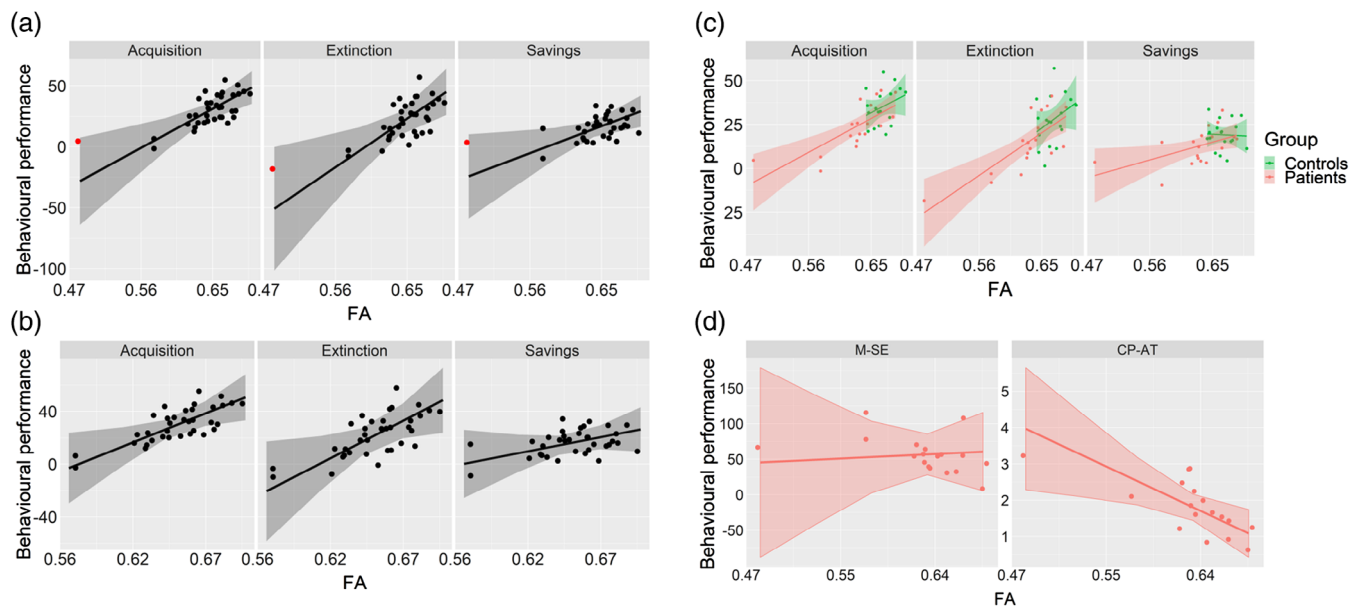 (a)
Acquisition Extinction Savings
Behavioural performance
50
0
-50
-100
0.47 0.56 0.65 0.47 0.56 0.65 0.47 0.56 0.65
FA
(b)
Acquisition Extinction Savings
Behavioural performance
40
0
-40
0.56 0.62 0.67 0.56 0.62 0.67 0.56 0.62 0.67
FA
(c)
Acquisition Extinction Savings
Behavioural performance
50
25
0
25
0.47 0.56 0.65 0.47 0.56 0.65 0.47 0.56 0.65
FA
Group
Controls
Patients
(d)
M-SE CP-AT
Behavioural performance
150
100
50
0
-50
5
4
3
2
1
0.47 0.55 0.64 0.47 0.55 0.64
FA